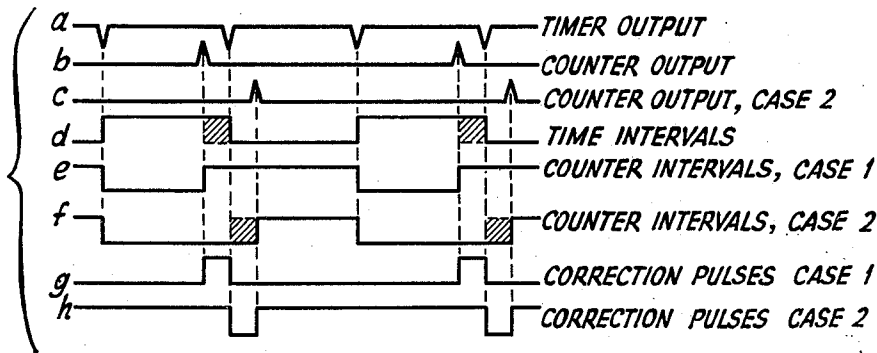 a TIMER OUTPUT
b COUNTER OUTPUT
c COUNTER OUTPUT, CASE 2
d TIME INTERVALS
e COUNTER INTERVALS, CASE 1
f COUNTER INTERVALS, CASE 2
g CORRECTION PULSES CASE 1
h CORRECTION PULSES CASE 2